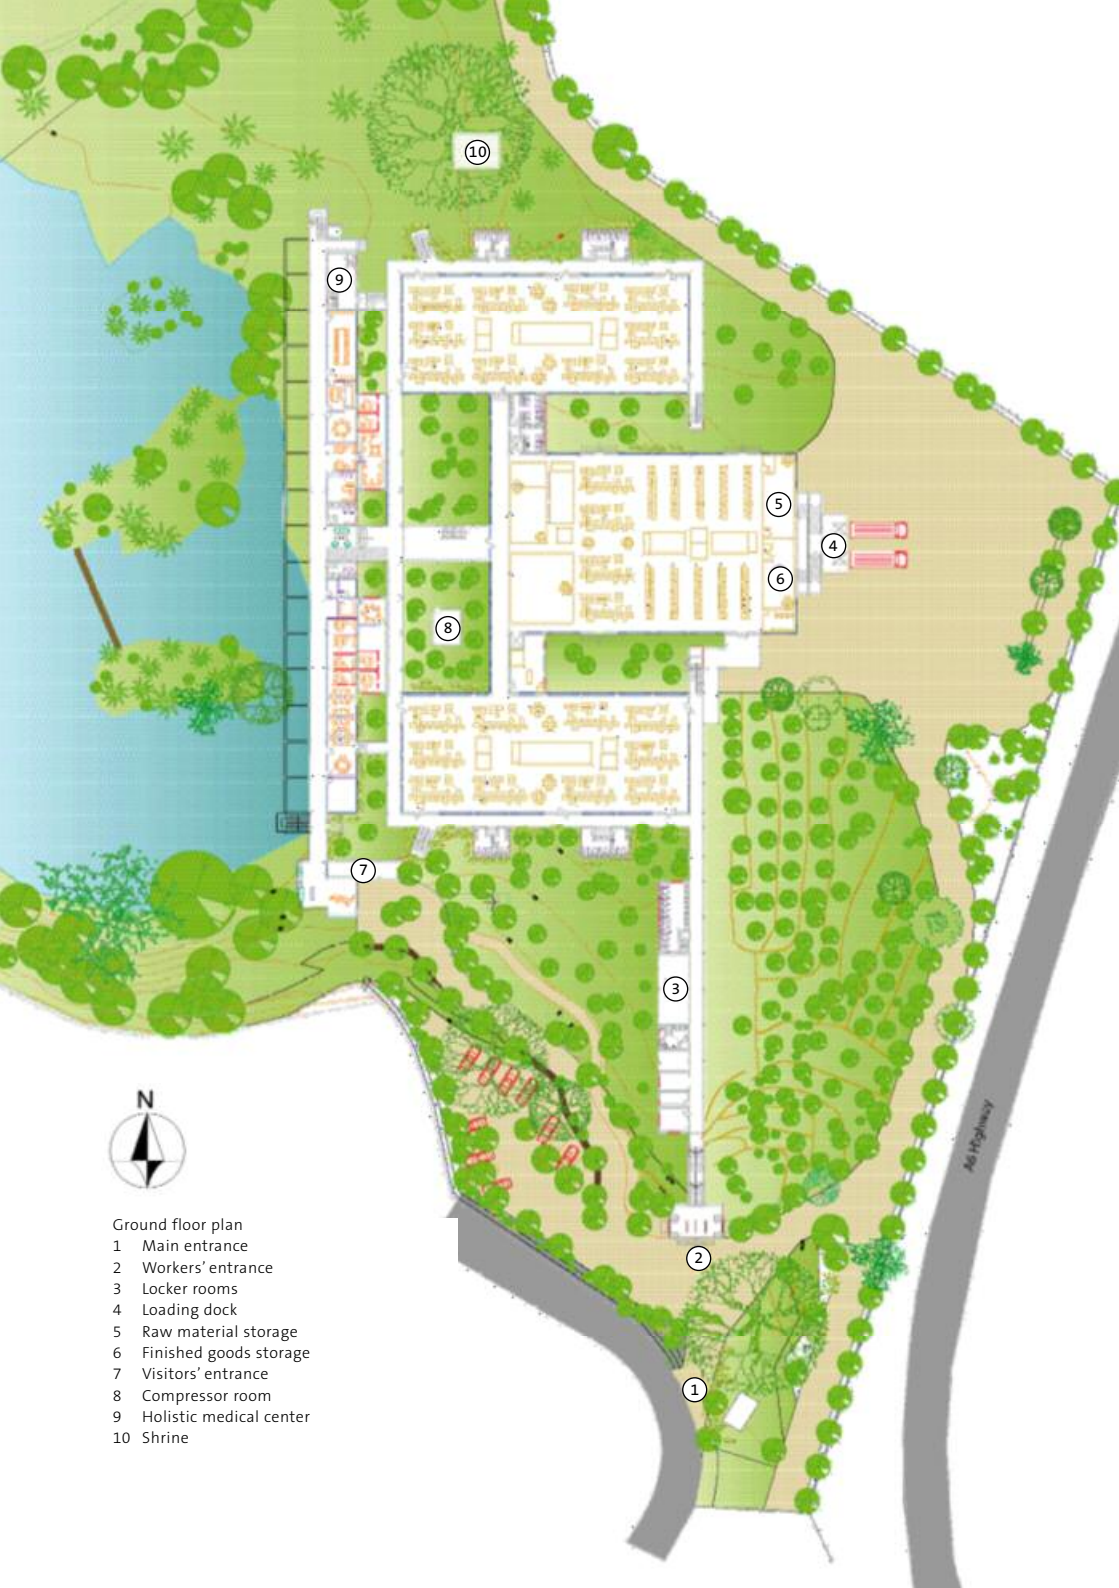 10
9
5
4
6
8
7
3
A6 Highway
N
2
1
Ground floor plan
1 Main entrance
2 Workers’ entrance
3 Locker rooms
4 Loading dock
5 Raw material storage
6 Finished goods storage
7 Visitors’ entrance
8 Compressor room
9 Holistic medical center
10 Shrine